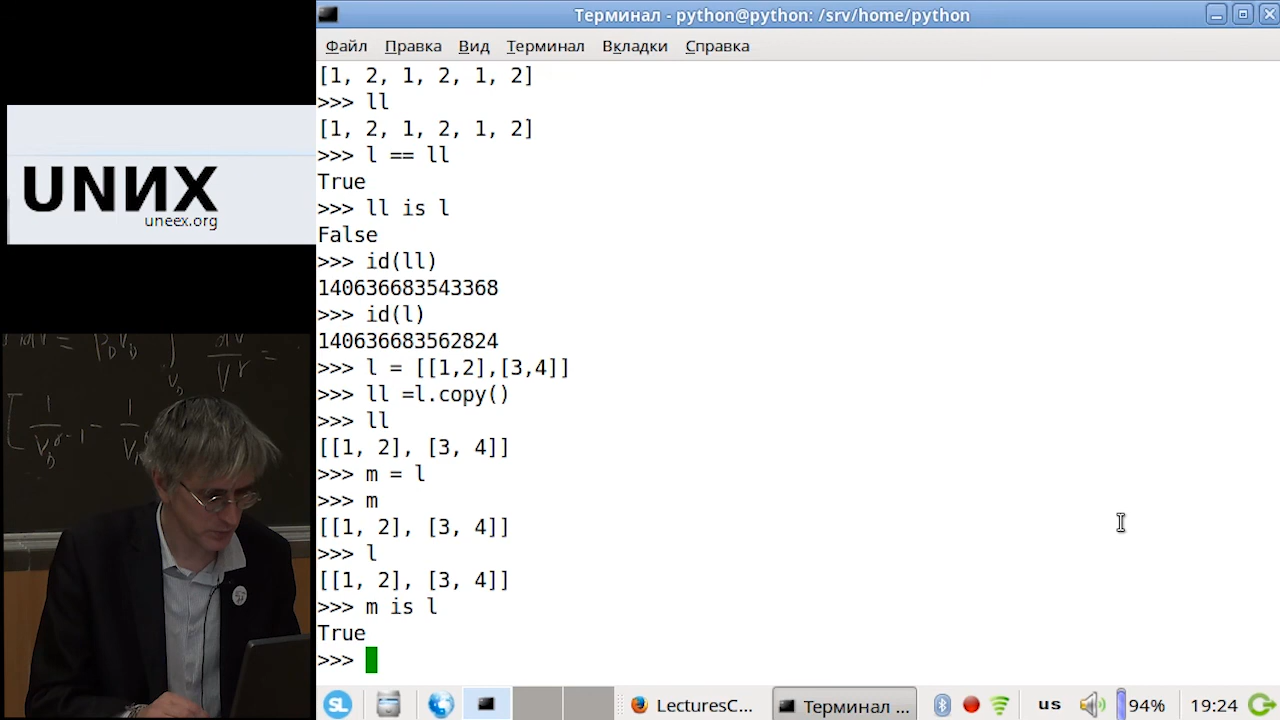 Терминал - python@python: /srv/home/python
Файл Правка Вид Терминал Вкладки Справка
[1, 2, 1, 2, 1, 2]
>>> ll
[1, 2, 1, 2, 1, 2]
>>> l == ll
True
>>> ll is l
False
>>> id(ll)
140636683543368
>>> id(l)
140636683562824
>>> l = [[1,2],[3,4]]
>>> ll =l.copy()
>>> ll
[[1, 2], [3, 4]]
>>> m = l
>>> m
[[1, 2], [3, 4]]
>>> l
[[1, 2], [3, 4]]
>>> m is l
True
>>>
UNИX
uneex.org
SL LecturesC... Терминал ... us 94% 19:24